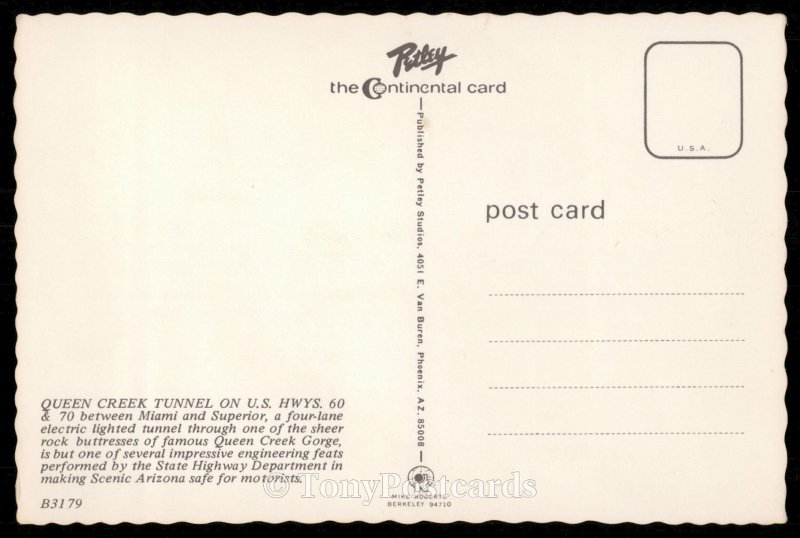 Petley
the Continental card
U.S.A.
post card
—Published by Petley Studios, 4051 E. Van Buren, Phoenix, AZ, 85008—
QUEEN CREEK TUNNEL ON U.S. HWYS. 60
& 70 between Miami and Superior, a four-lane
electric lighted tunnel through one of the sheer
rock buttresses of famous Queen Creek Gorge,
is but one of several impressive engineering feats
performed by the State Highway Department in
making Scenic Arizona safe for motorists.
B3179
MIKE ROBERTS
BERKELEY 94710
©TonyPostcards